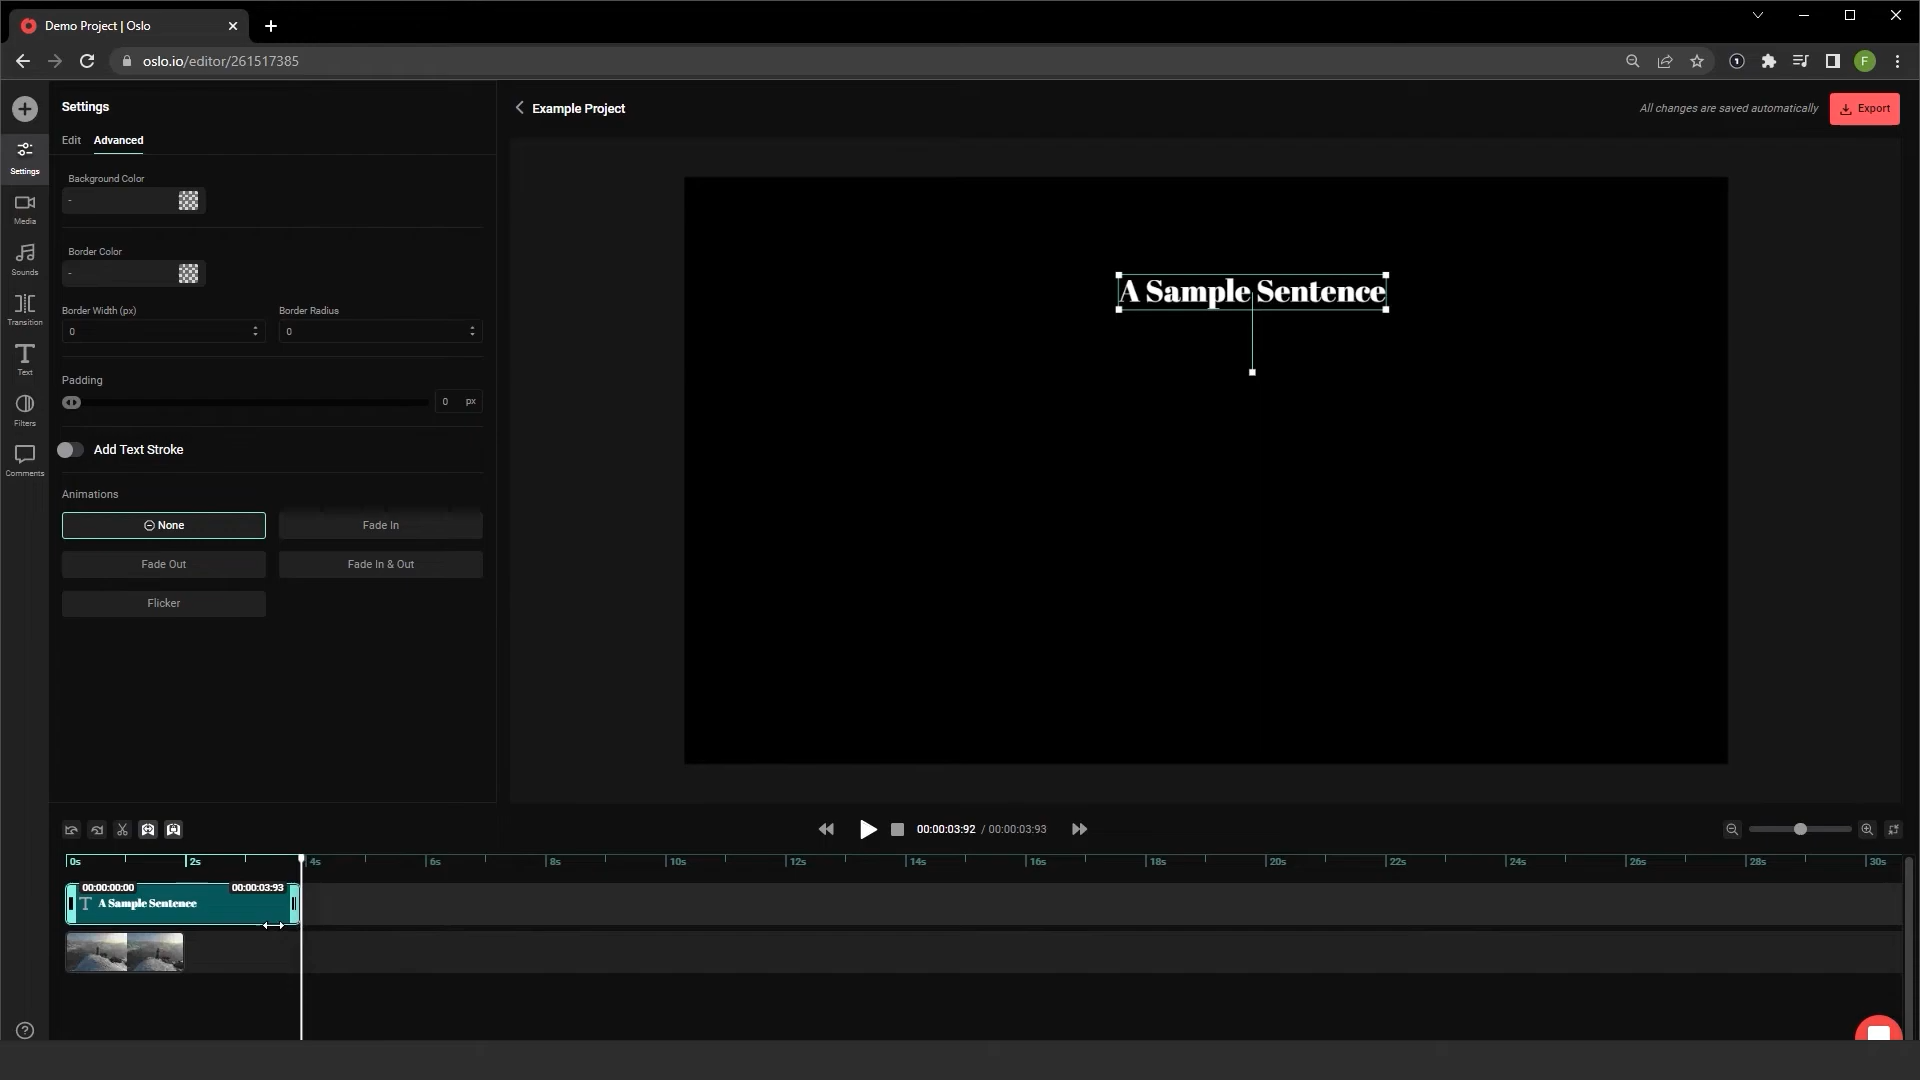 Demo Project | Oslo
oslo.io/editor/261517385
F
Settings
Example Project
All changes are saved automatically
Export
Edit
Advanced
Settings
Background Color
-
Media
Border Color
-
Sounds
A Sample Sentence
Border Width (px)
Border Radius
0
0
Transition
Text
Padding
0 px
Filters
Add Text Stroke
Comments
Animations
None
Fade In
Fade Out
Fade In & Out
Flicker
00:00:03:92 / 00:00:03:93
0s 2s 4s 6s 8s 10s 12s 14s 16s 18s 20s 22s 24s 26s 28s 30s
00:00:00:00
00:00:03:93
T A Sample Sentence